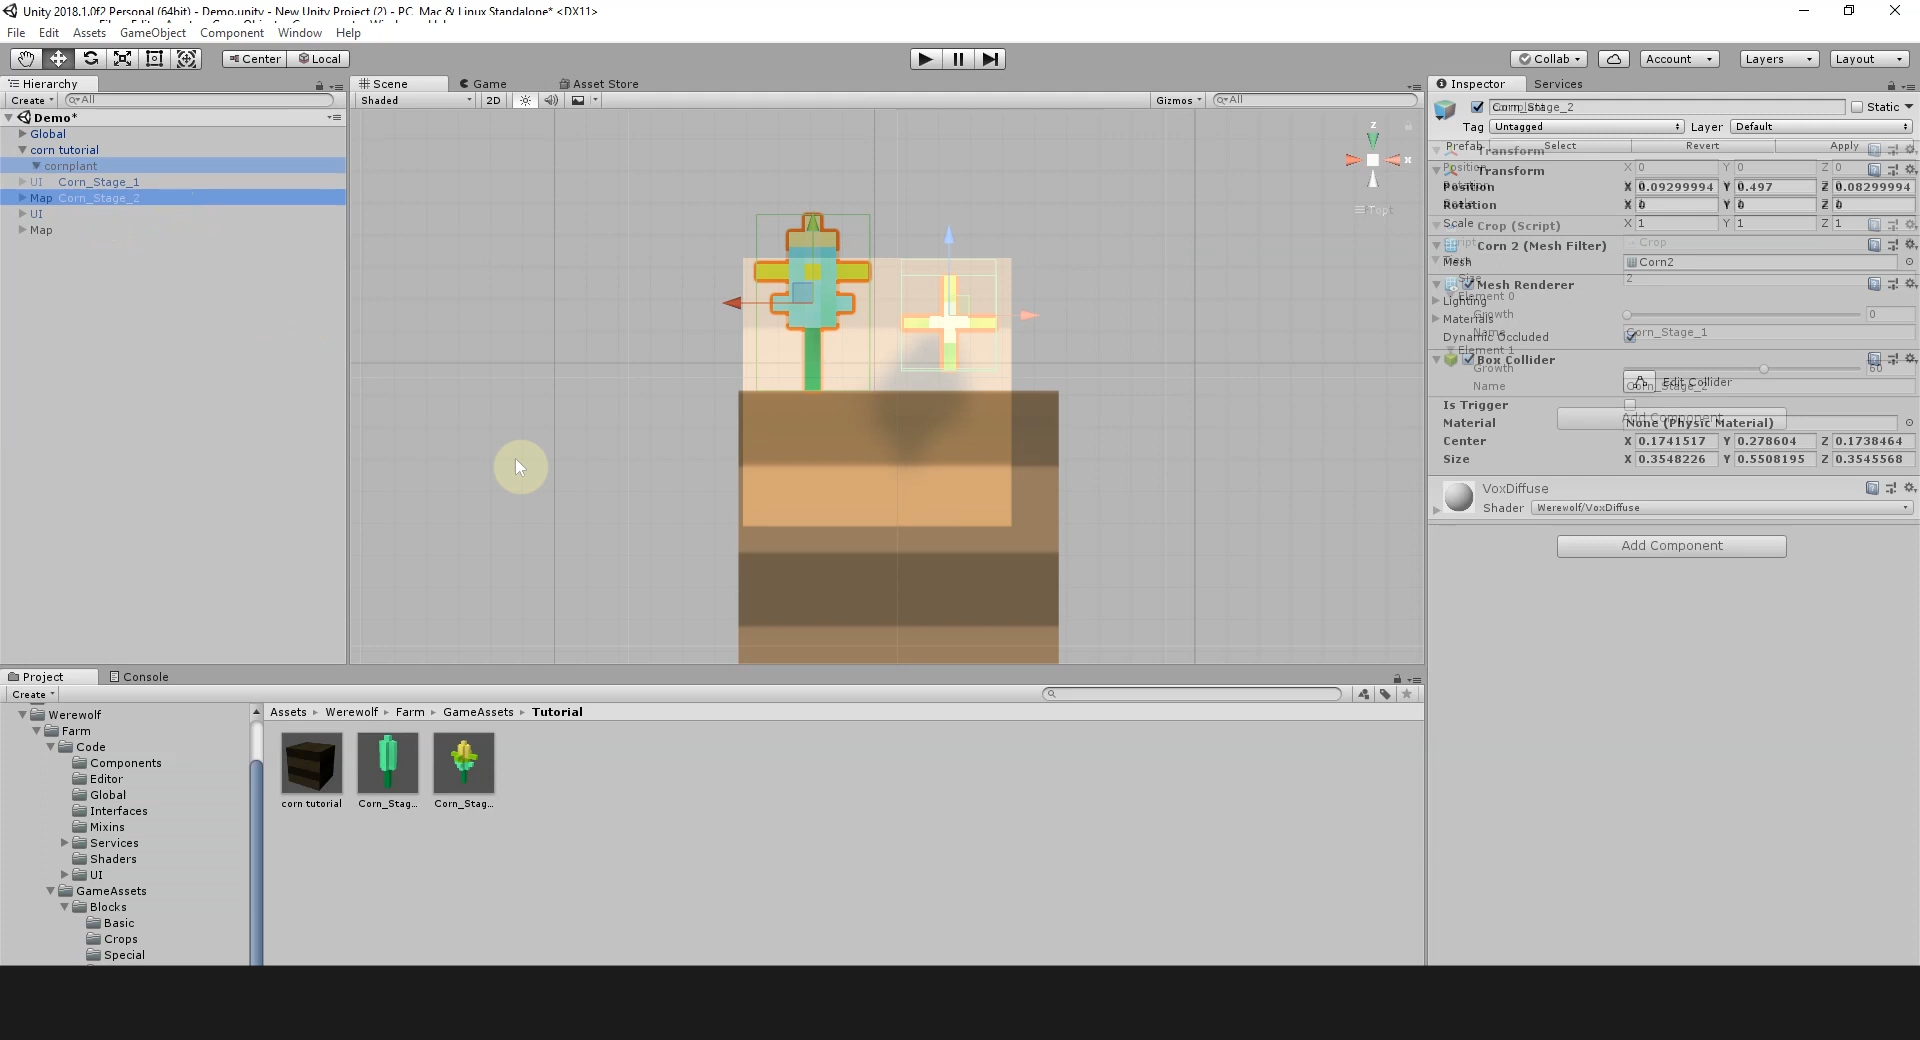 Unity 2018.1.0f2 Personal (64bit) - Demo.unity - New Unity Project (2) - PC, Mac & Linux Standalone* <DX11>
File Edit Assets GameObject Component Window Help
Center Local Collab Account Layers Layout
Hierarchy Scene Game Asset Store Inspector Services
Create All Shaded 2D Gizmos All
Demo*
Global
corn tutorial
cornplant
UI Corn_Stage_1
Map Corn_Stage_2
UI
Map
z
x
Static
Tag Untagged Layer Default
Prefab Select Revert Apply
Transform
Transform
Position X 0 Y 0 Z 0
Position X 0.09299994 Y 0.497 Z 0.08299994
Rotation X 0 Y 0 Z 0
Scale X 1 Y 1 Z 1
Crop (Script)
Script Crop
Corn 2 (Mesh Filter)
Mesh Corn2
Size 2
Mesh Renderer
Element 0
Lighting
Growth 0
Materials
Name Corn_Stage_1
Dynamic Occluded
Element 1
Box Collider
Growth 60
Edit Collider
Name Corn_Stage_2
Is Trigger
Add Component
Material None (Physic Material)
Center X 0.1741517 Y 0.278604 Z 0.1738464
Size X 0.3548226 Y 0.5508195 Z 0.3545568
VoxDiffuse
Shader Werewolf/VoxDiffuse
Add Component
Project Console
Create
Werewolf
Farm
Code
Components
Editor
Global
Interfaces
Mixins
Services
Shaders
UI
GameAssets
Blocks
Basic
Crops
Special
Assets Werewolf Farm GameAssets Tutorial
corn tutorial Corn_Stag... Corn_Stag...